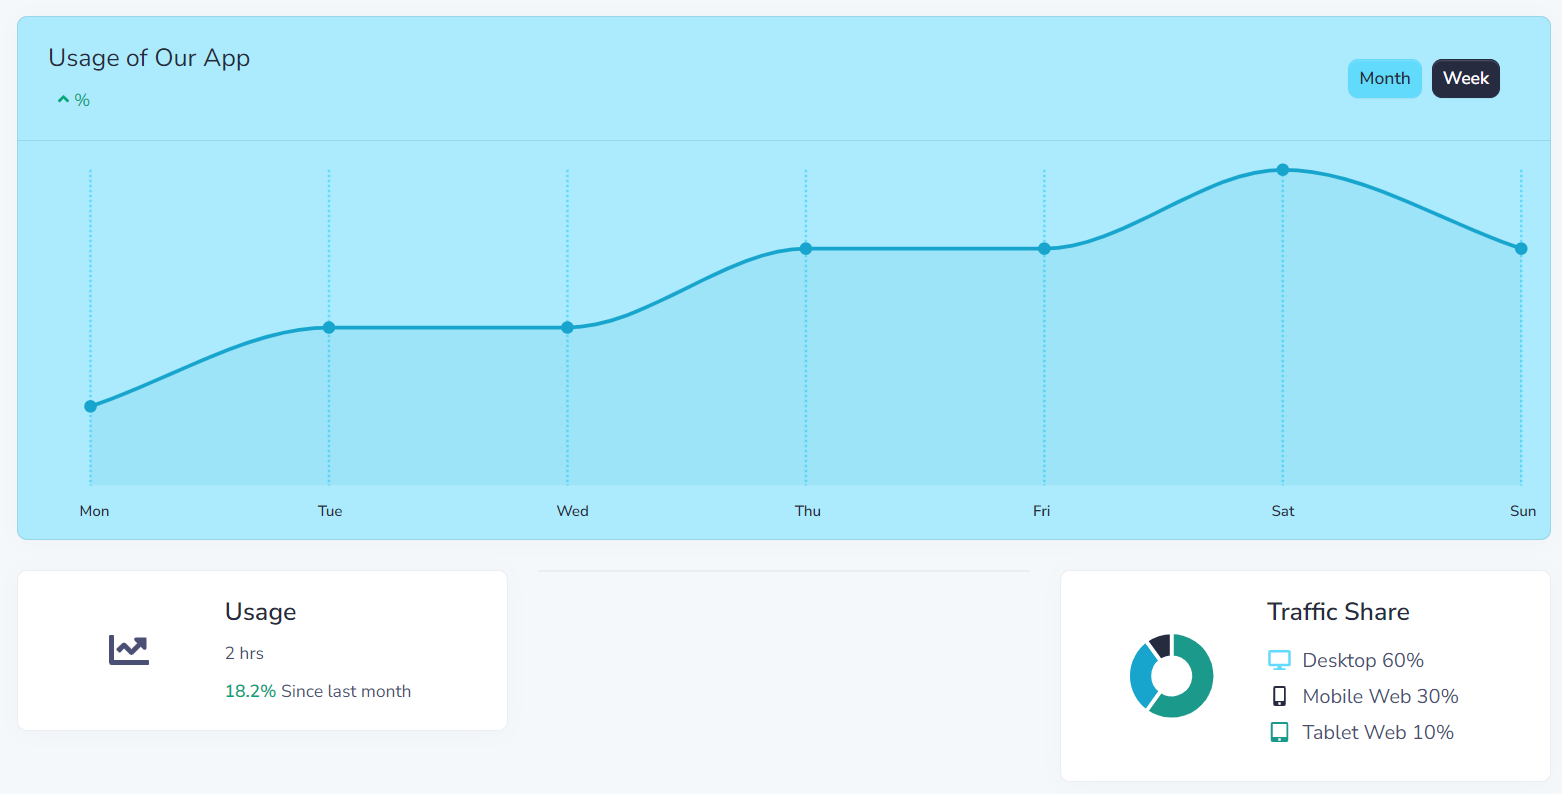 Usage of Our App
%
Month
Week
Mon Tue Wed Thu Fri Sat Sun
Usage
2 hrs
18.2% Since last month
Traffic Share
Desktop 60%
Mobile Web 30%
Tablet Web 10%